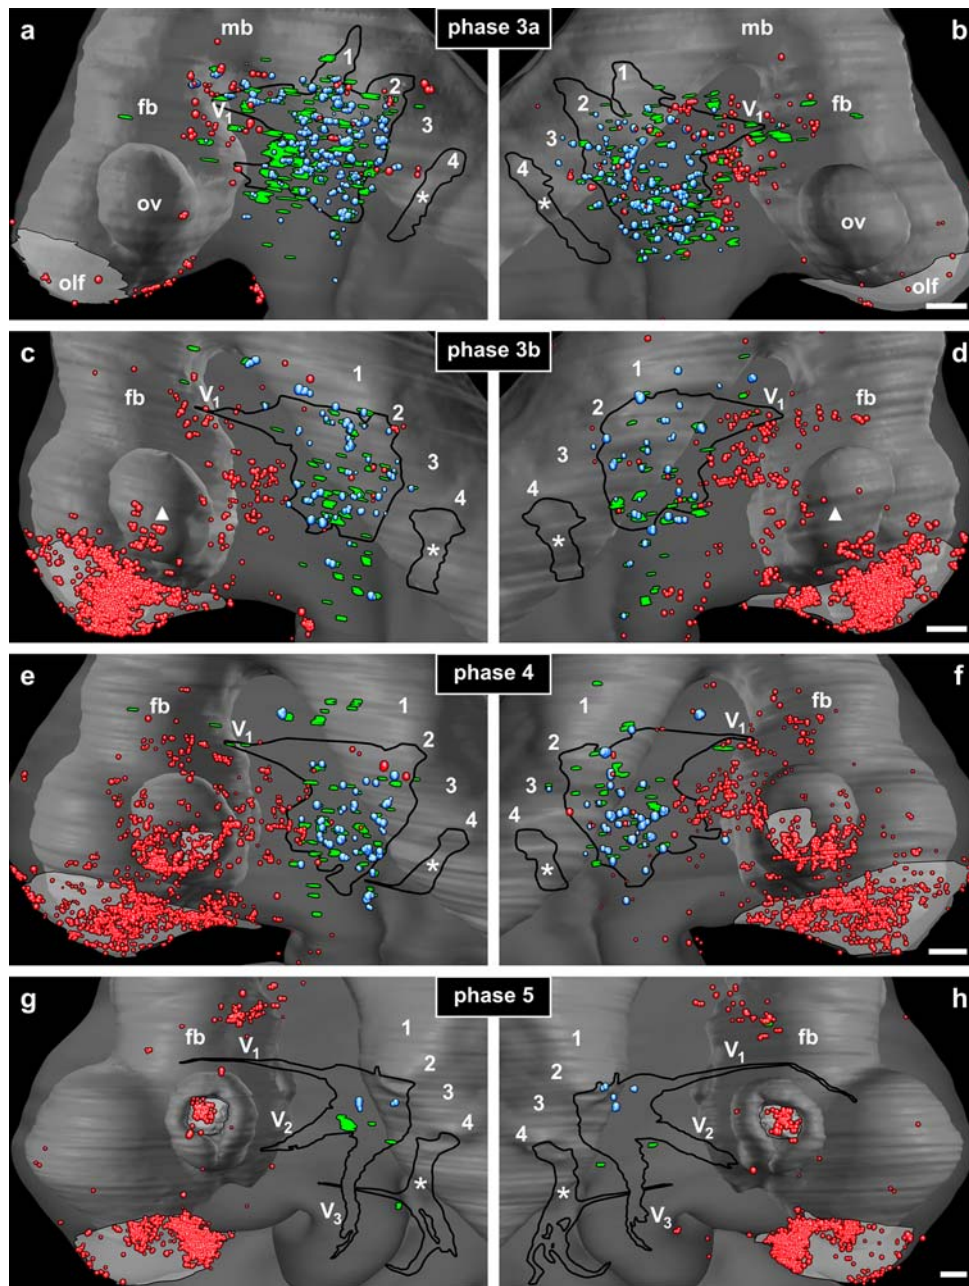 a mb phase 3a mb b
1 1
fb 2 2 fb
V1 3 3 V1
4 4
* *
ov ov
olf olf
c phase 3b d
fb 1 1 fb
V1 2 2 V1
3 3
4 4
* *
e phase 4 f
fb 1 1 fb
V1 2 2 V1
3 3
4 4
* *
g phase 5 h
fb V1 1 1 V1 fb
2 2
3 3
V2 4 4 V2
* *
V3 V3